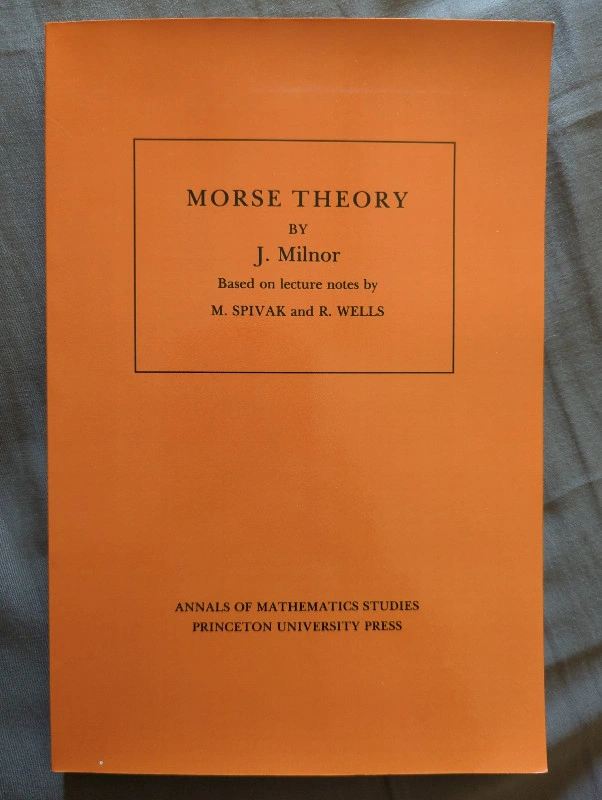 MORSE THEORY
BY
J. Milnor
Based on lecture notes by
M. SPIVAK and R. WELLS
ANNALS OF MATHEMATICS STUDIES
PRINCETON UNIVERSITY PRESS